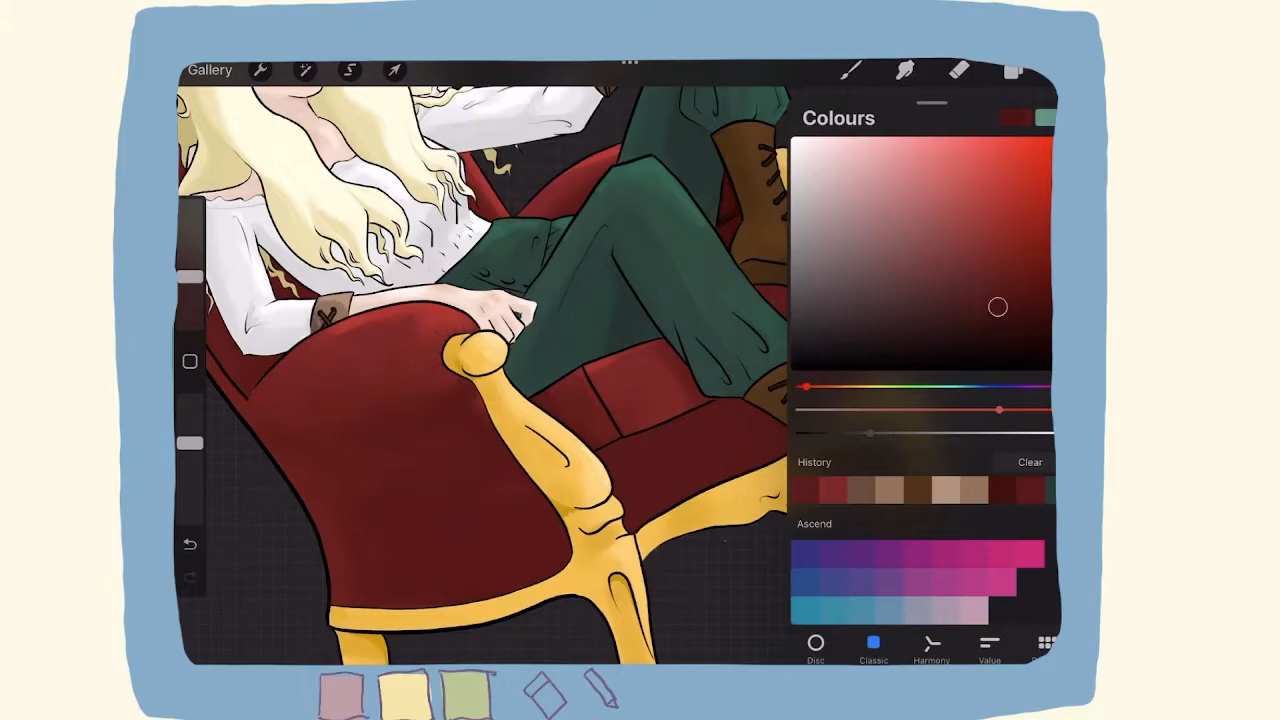 Gallery
Colours
History
Clear
Ascend
Disc
Classic
Harmony
Value